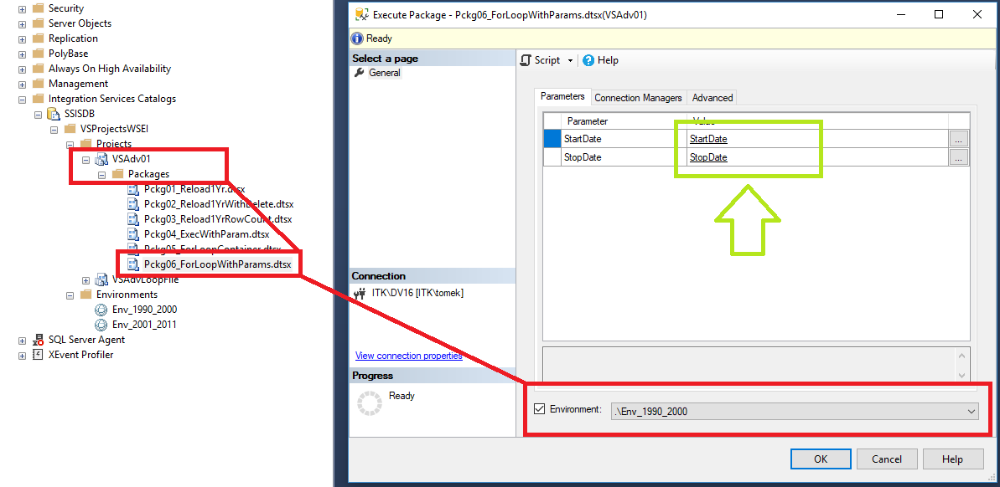 Security
Server Objects
Replication
PolyBase
Always On High Availability
Management
Integration Services Catalogs
SSISDB
VSProjectsWSEI
Projects
VSAdv01
Packages
Pckg01_Reload1Yr.dtsx
Pckg02_Reload1YrWithDelete.dtsx
Pckg03_Reload1YrRowCount.dtsx
Pckg04_ExecWithParam.dtsx
Pckg05_ForLoopContainer.dtsx
Pckg06_ForLoopWithParams.dtsx
VSAdvLoopFile
Environments
Env_1990_2000
Env_2001_2011
SQL Server Agent
XEvent Profiler
Execute Package - Pckg06_ForLoopWithParams.dtsx(VSAdv01)
Ready
Select a page
General
Connection
ITK\DV16 [ITK\tomek]
View connection properties
Progress
Ready
Script Help
Parameters Connection Managers Advanced
Parameter Value
StartDate StartDate ...
StopDate StopDate ...
Environment: .\Env_1990_2000
OK Cancel Help